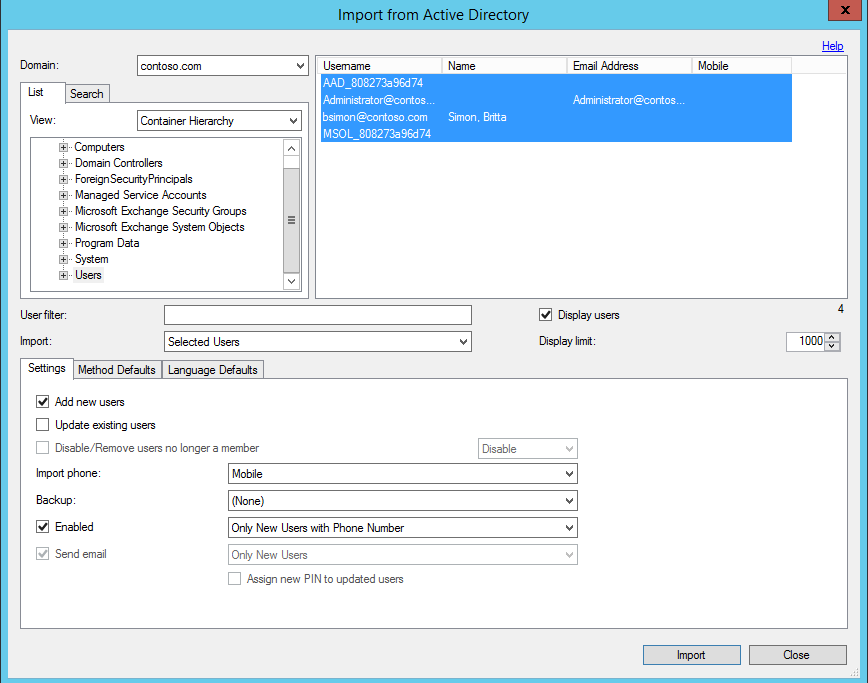 Import from Active Directory
x
Help
Domain:
contoso.com
List
Search
View:
Container Hierarchy
Computers
Domain Controllers
ForeignSecurityPrincipals
Managed Service Accounts
Microsoft Exchange Security Groups
Microsoft Exchange System Objects
Program Data
System
Users
Username Name Email Address Mobile
AAD_808273a96d74
Administrator@contos... Administrator@contos...
bsimon@contoso.com Simon, Britta
MSOL_808273a96d74
User filter:
Display users
4
Import: Selected Users
Display limit: 1000
Settings Method Defaults Language Defaults
Add new users
Update existing users
Disable/Remove users no longer a member Disable
Import phone: Mobile
Backup: (None)
Enabled Only New Users with Phone Number
Send email Only New Users
Assign new PIN to updated users
Import Close